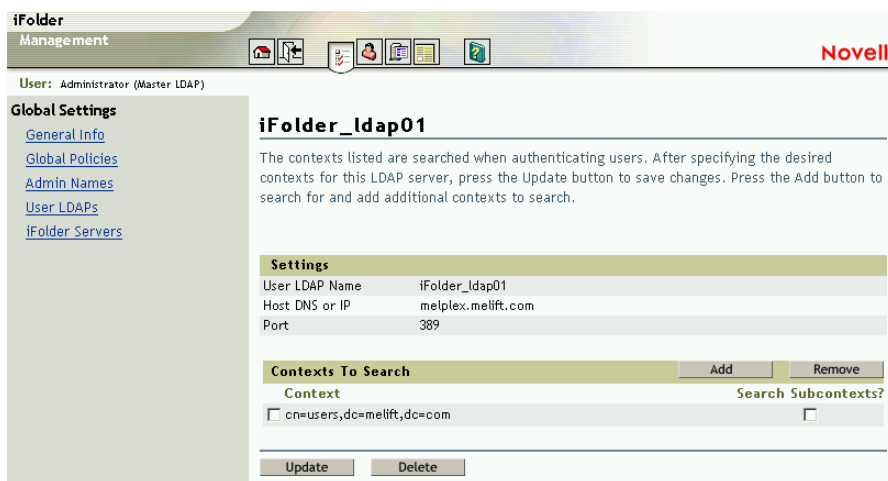 iFolder
Management
Novell
User: Administrator (Master LDAP)
Global Settings
General Info
Global Policies
Admin Names
User LDAPs
iFolder Servers
iFolder_ldap01
The contexts listed are searched when authenticating users. After specifying the desired
contexts for this LDAP server, press the Update button to save changes. Press the Add button to
search for and add additional contexts to search.
Settings
User LDAP Name iFolder_ldap01
Host DNS or IP melplex.melift.com
Port 389
Contexts To Search Add Remove
Context Search Subcontexts?
cn=users,dc=melift,dc=com
Update Delete